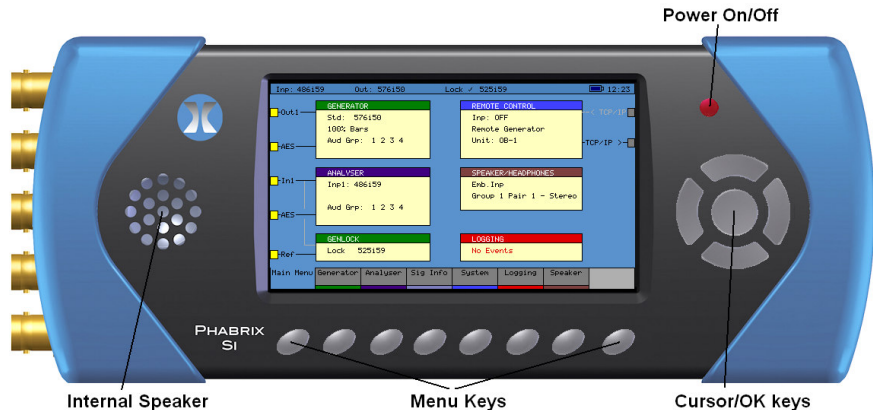 Power On/Off
Inp: 486i59 Out: 576i50 Lock ✓ 525i59 12:23
GENERATOR
Std: 576i50
100% Bars
Aud Grp: 1 2 3 4
REMOTE CONTROL
Inp: OFF
Remote Generator
Unit: OB-1
Out1
AES
< TCP/IP
TCP/IP >
ANALYSER
Inp1: 486i59
Aud Grp: 1 2 3 4
SPEAKER/HEADPHONES
Emb.Inp
Group 1 Pair 1 - Stereo
In1
AES
GENLOCK
Lock 525i59
LOGGING
No Events
Ref
Main Menu Generator Analyser Sig Info System Logging Speaker
PHABRIX
SI
Internal Speaker
Menu Keys
Cursor/OK keys